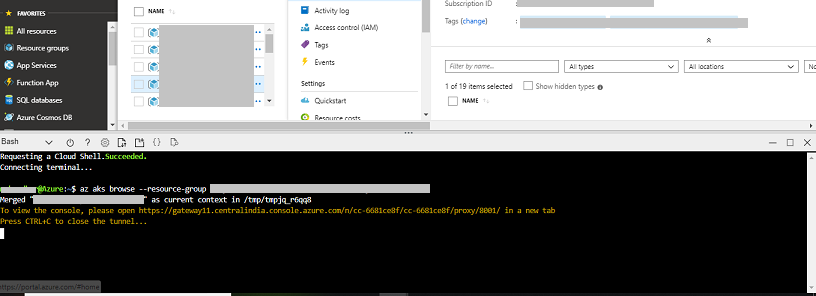 FAVORITES
All resources
Resource groups
App Services
Function App
SQL databases
Azure Cosmos DB
NAME
Activity log
Access control (IAM)
Tags
Events
Settings
Quickstart
Resource costs
Subscription ID :
Tags (change) :
Filter by name...
All types
All locations
No
1 of 19 items selected
Show hidden types
NAME
Bash
Requesting a Cloud Shell.Succeeded.
Connecting terminal...
@Azure:~$ az aks browse --resource-group
Merged " " as current context in /tmp/tmpjq_r6qq8
To view the console, please open https://gateway11.centralindia.console.azure.com/n/cc-6681ce8f/cc-6681ce8f/proxy/8001/ in a new tab
Press CTRL+C to close the tunnel...
https://portal.azure.com/#home